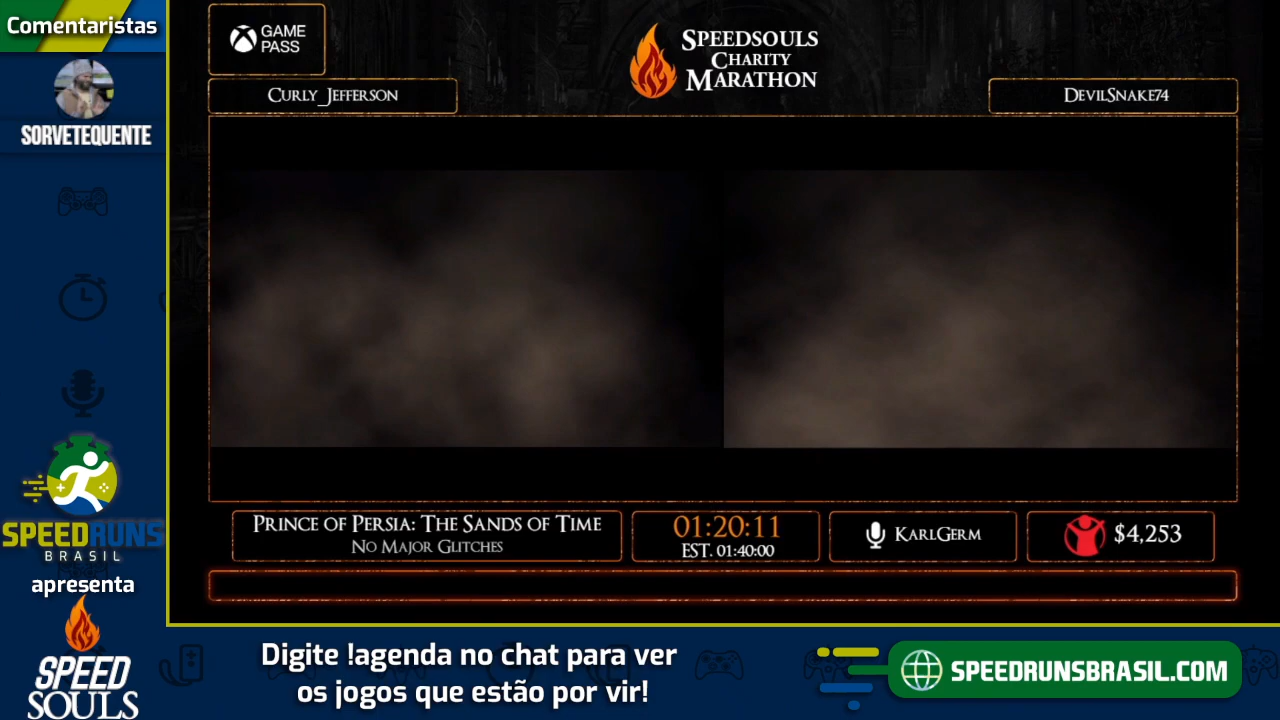 Comentaristas
SORVETEQUENTE
SPEEDRUNS
BRASIL
apresenta
SPEED
SOULS
GAME
PASS
SPEEDSOULS
CHARITY
MARATHON
CURLY_JEFFERSON
DEVILSNAKE74
PRINCE OF PERSIA: THE SANDS OF TIME
NO MAJOR GLITCHES
01:20:11
EST. 01:40:00
KARLGERM
$4,253
Digite !agenda no chat para ver
os jogos que estão por vir!
SPEEDRUNSBRASIL.COM